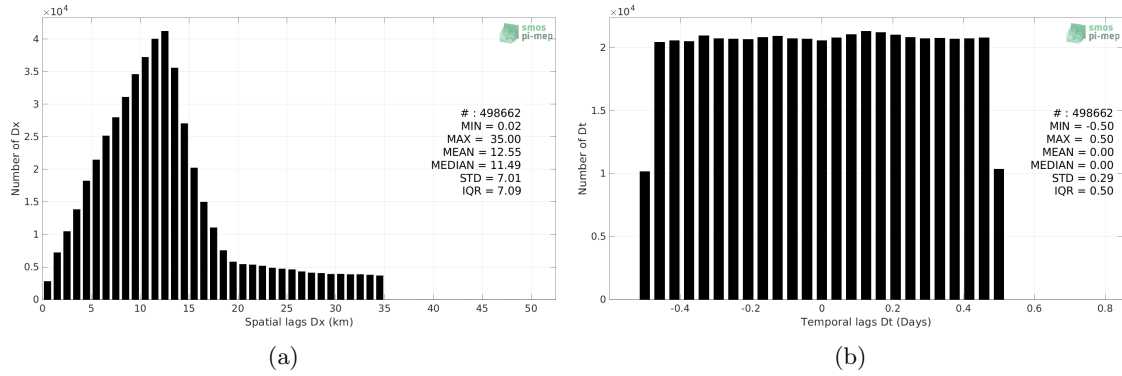 ×10⁴
4
3.5
3
2.5
2
1.5
1
0.5
0
Number of Dx
0 5 10 15 20 25 30 35 40 45 50
Spatial lags Dx (km)
smos
pi-mep
# : 498662
MIN = 0.02
MAX = 35.00
MEAN = 12.55
MEDIAN = 11.49
STD = 7.01
IQR = 7.09
(a)
×10⁴
2
1.5
1
0.5
0
Number of Dt
-0.4 -0.2 0 0.2 0.4 0.6 0.8
Temporal lags Dt (Days)
smos
pi-mep
# : 498662
MIN = -0.50
MAX = 0.50
MEAN = 0.00
MEDIAN = 0.00
STD = 0.29
IQR = 0.50
(b)